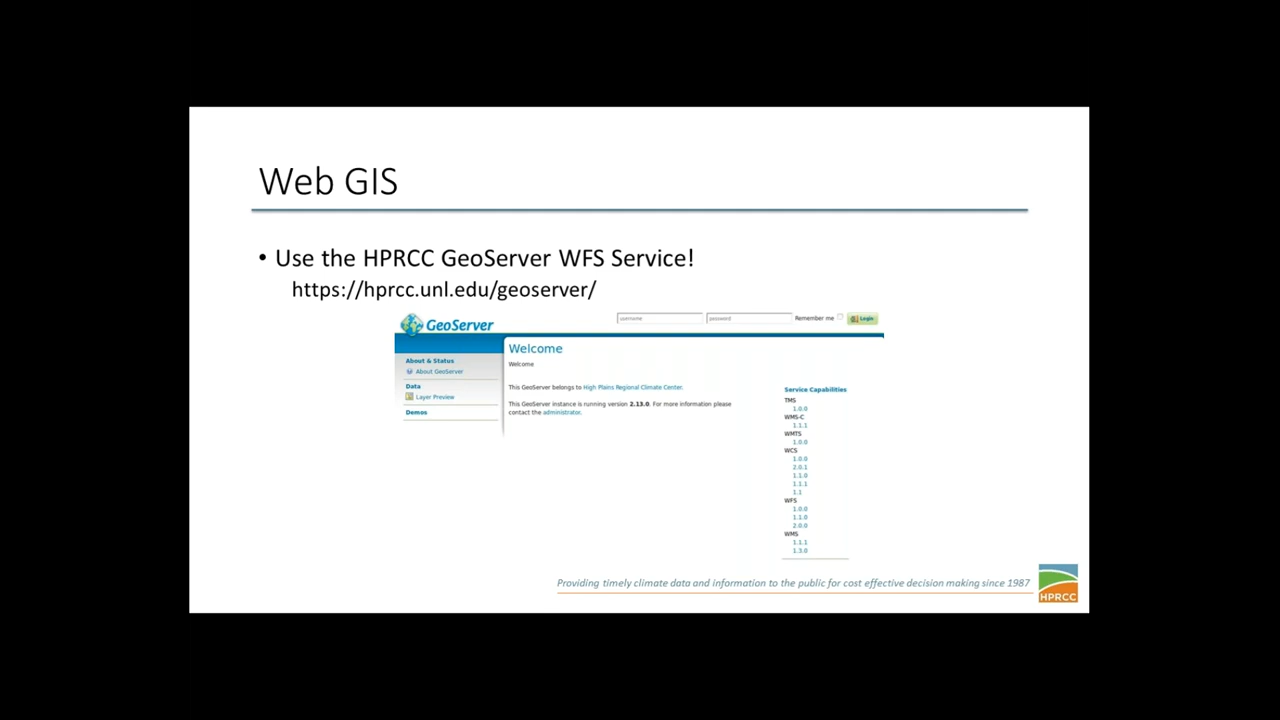 Web GIS
• Use the HPRCC GeoServer WFS Service!
https://hprcc.unl.edu/geoserver/
GeoServer
username password Remember me Login
About & Status
About GeoServer
Data
Layer Preview
Demos
Welcome
Welcome
This GeoServer belongs to High Plains Regional Climate Center.
This GeoServer instance is running version 2.13.0. For more information please
contact the administrator.
Service Capabilities
TMS
1.0.0
WMS-C
1.1.1
WMTS
1.0.0
WCS
1.0.0
2.0.1
1.1.0
1.1.1
1.1
WFS
1.0.0
1.1.0
2.0.0
WMS
1.1.1
1.3.0
Providing timely climate data and information to the public for cost effective decision making since 1987
HPRCC